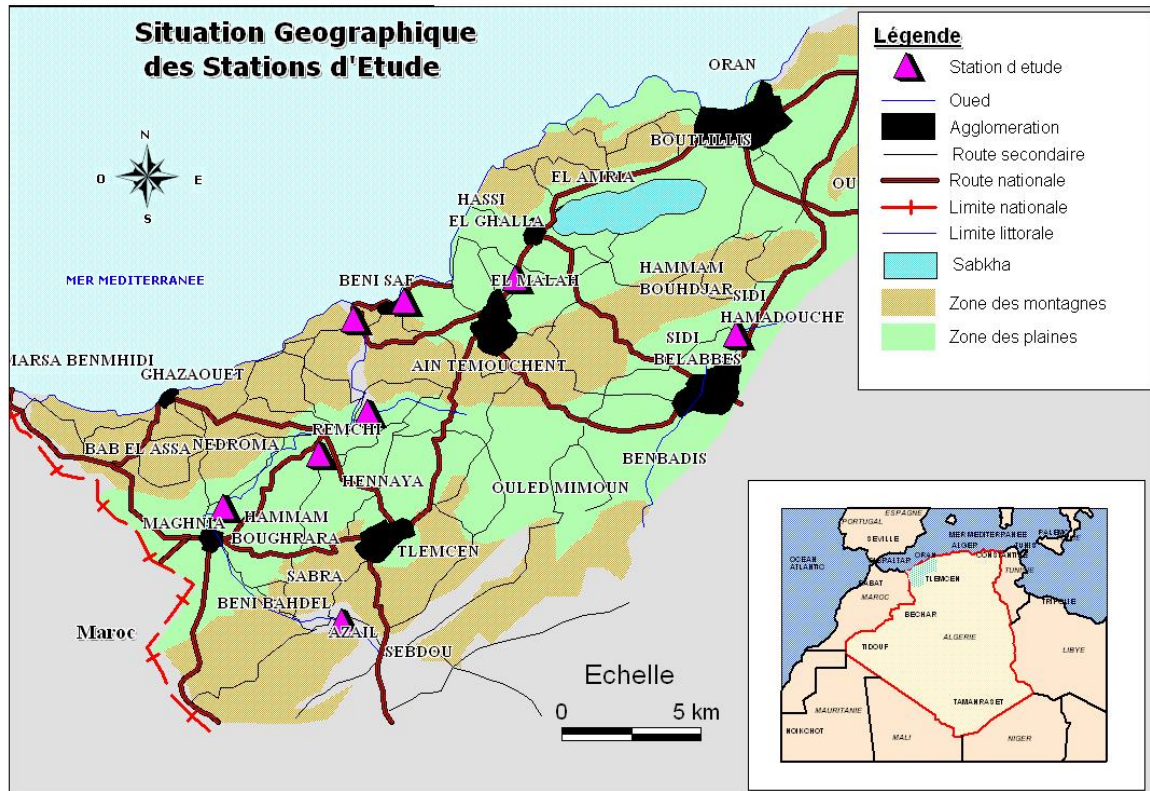 Situation Geographique
des Stations d'Etude
N
O
E
S
MER MEDITERRANEE
ORAN
BOUTLILLIS
EL AMRIA
HASSI
EL GHALLA
OU
BENI SAF
EL MALAH
HAMMAM
BOUHDJAR
SIDI
HAMADOUCHE
SIDI
BELABBES
MARSA BENMHIDI
GHAZAOUET
AIN TEMOUCHENT
REMCHI
BAB EL ASSA
NEDROMA
BENBADIS
HENNAYA
OULED MIMOUN
MAGHNIA
HAMMAM
BOUGHRARA
TLEMCEN
SABRA
BENI BAHDEL
Maroc
AZAIL
SEBDOU
Echelle
0
5 km
Légende
Station d etude
Oued
Agglomeration
Route secondaire
Route nationale
Limite nationale
Limite littorale
Sabkha
Zone des montagnes
Zone des plaines
ESPAGNE
PORTUGAL
SEVILLE
MER MEDITERRANEE
ALGER
ORAN
CONSTANTINE
TUNIS
OCEAN
ATLANTIC
TLEMCEN
MAROC
BECHAR
ALGERIE
LIBYE
TIDOUF
TAMANRASET
MAURITANIE
NOIKCHOT
MALI
NIGER